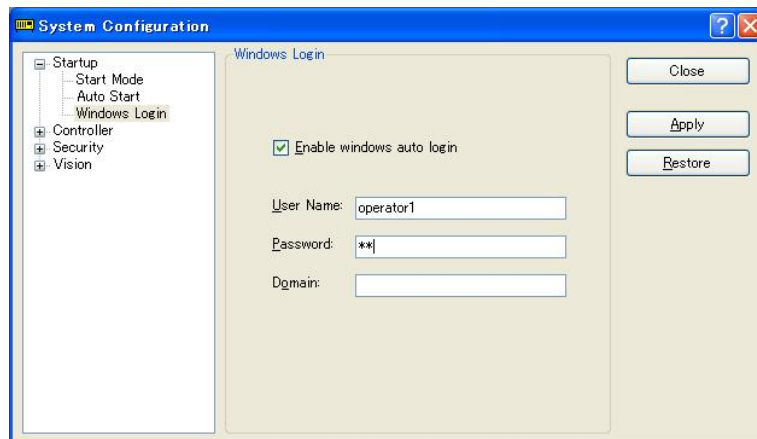 System Configuration
Startup
Start Mode
Auto Start
Windows Login
Controller
Security
Vision
Windows Login
Enable windows auto login
User Name: operator1
Password: **
Domain:
Close
Apply
Restore